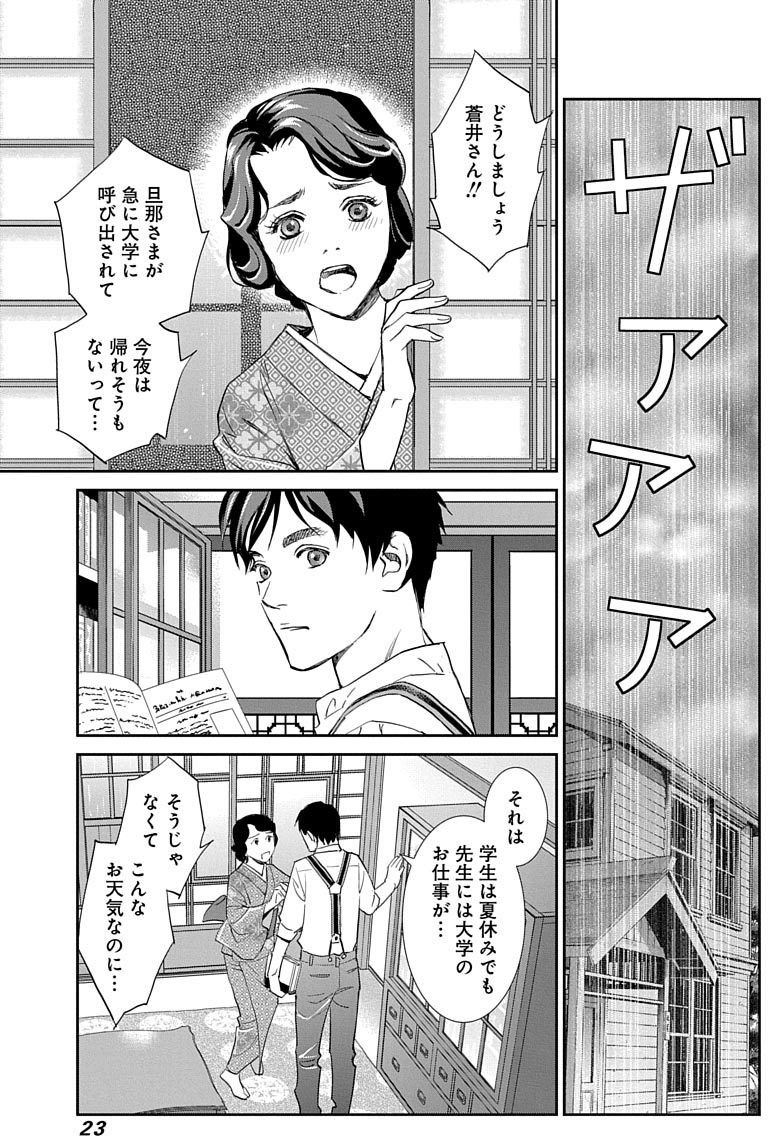 ザアアア
どうしましょう
蒼井さん!!
旦那さまが
急に大学に
呼び出されて
今夜は
帰れそうも
ないって…
それは
学生は夏休みでも
先生には大学の
お仕事が…
そうじゃ
なくて
こんな
お天気なのに…
23